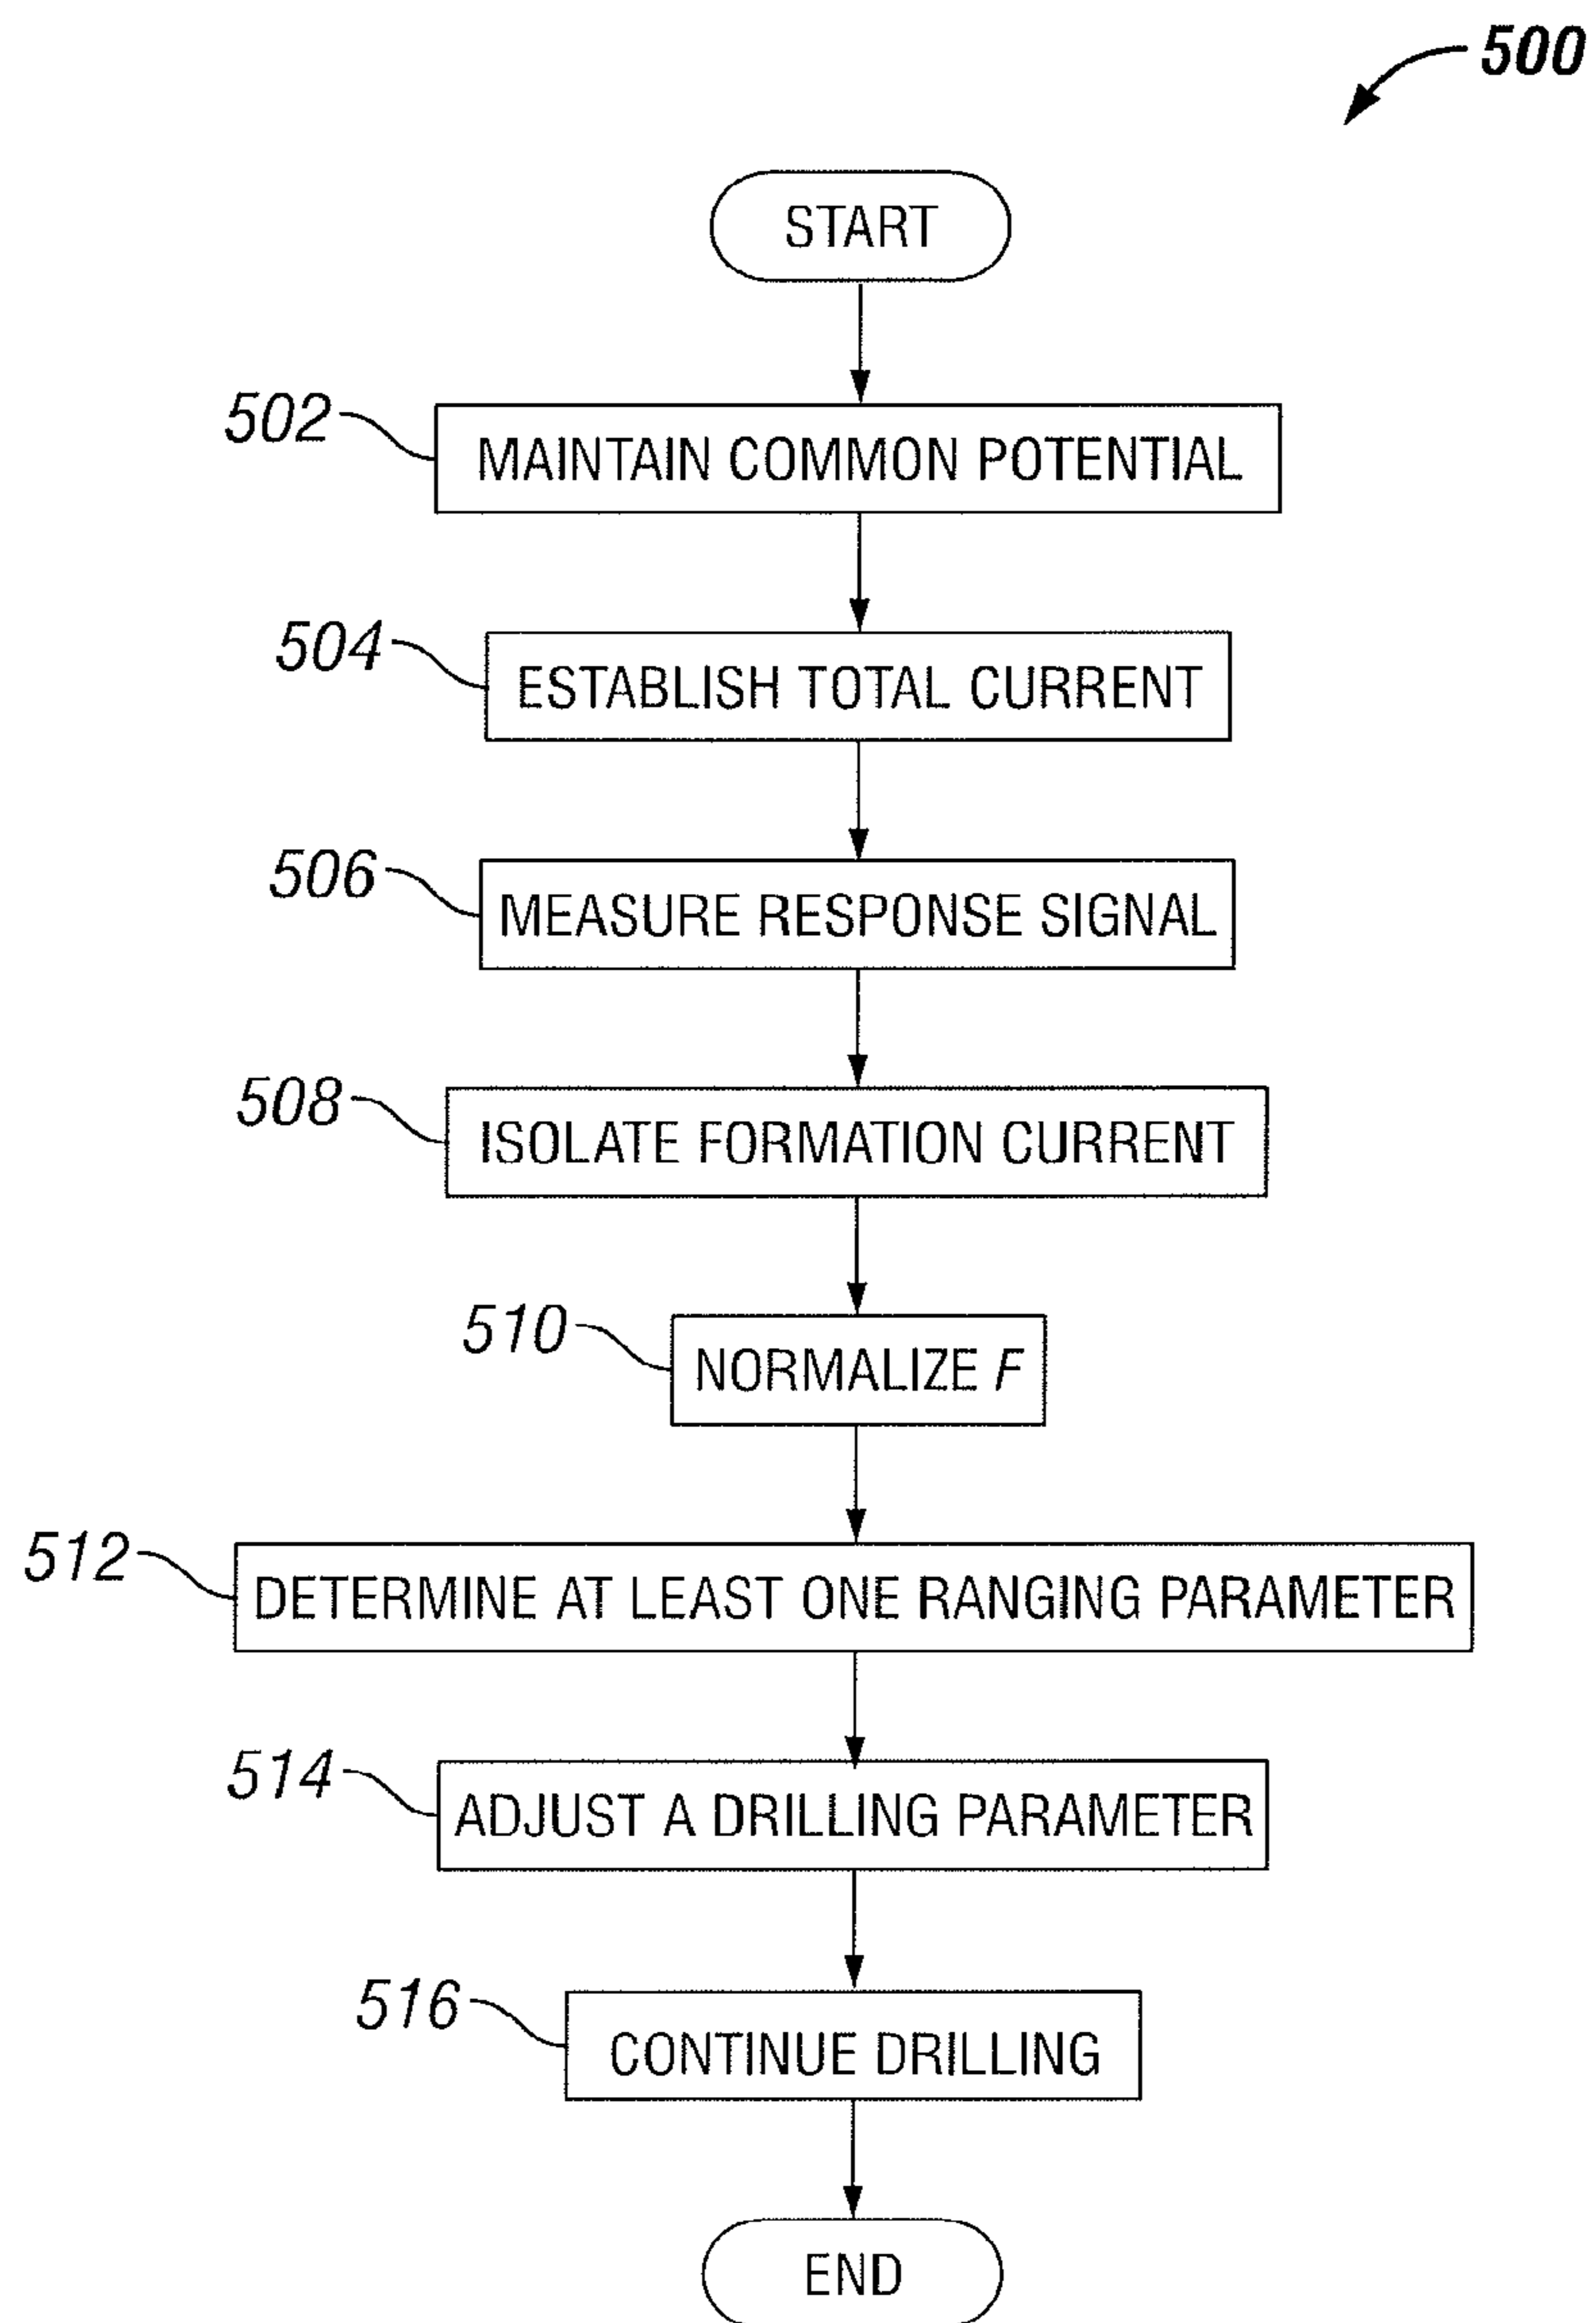 500
START
502
MAINTAIN COMMON POTENTIAL
504
ESTABLISH TOTAL CURRENT
506
MEASURE RESPONSE SIGNAL
508
ISOLATE FORMATION CURRENT
510
NORMALIZE F
512
DETERMINE AT LEAST ONE RANGING PARAMETER
514
ADJUST A DRILLING PARAMETER
516
CONTINUE DRILLING
END